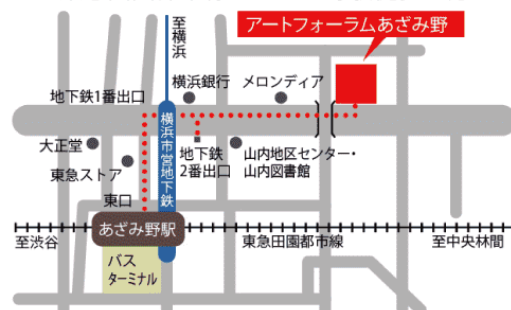 至横浜
アートフォーラムあざみ野
横浜銀行
メロンディア
地下鉄1番出口
横浜市営地下鉄
大正堂
地下鉄
2番出口
山内地区センター・
山内図書館
東急ストア
東口
あざみ野駅
至渋谷
東急田園都市線
至中央林間
バス
ターミナル